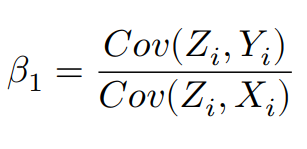 β₁ = Cov(Zᵢ, Yᵢ) / Cov(Zᵢ, Xᵢ)